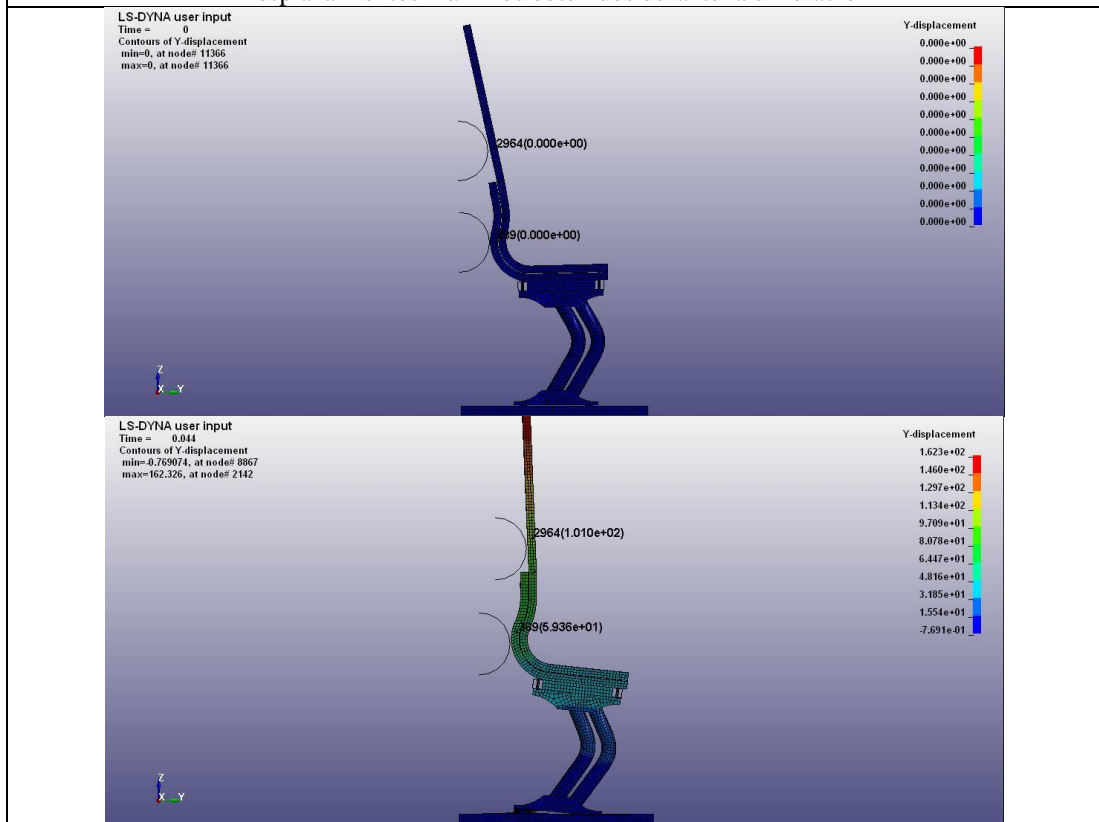 LS-DYNA user input
Time = 0
Contours of Y-displacement
min=0, at node# 11366
max=0, at node# 11366
Y-displacement
0.000e+00
0.000e+00
0.000e+00
0.000e+00
0.000e+00
0.000e+00
0.000e+00
0.000e+00
0.000e+00
0.000e+00
0.000e+00
2964(0.000e+00)
389(0.000e+00)
Z
X Y
LS-DYNA user input
Time = 0.044
Contours of Y-displacement
min=-0.769074, at node# 8867
max=162.326, at node# 2142
Y-displacement
1.623e+02
1.460e+02
1.297e+02
1.134e+02
9.709e+01
8.078e+01
6.447e+01
4.816e+01
3.185e+01
1.554e+01
-7.691e-01
2964(1.010e+02)
389(5.936e+01)
Z
X Y